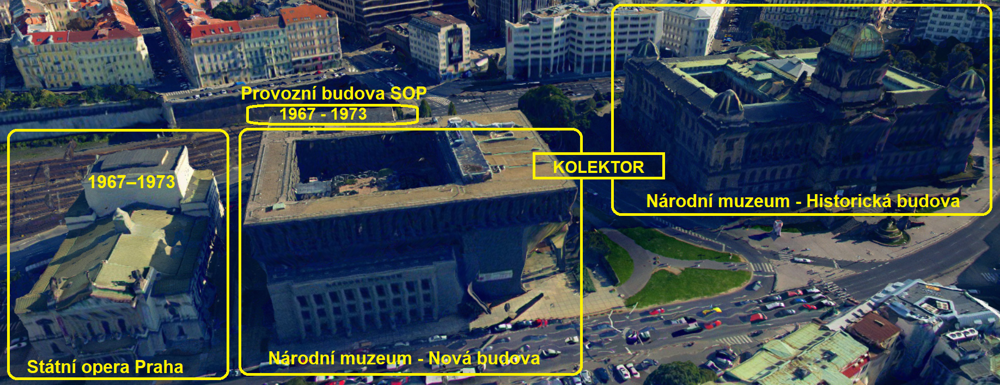 Provozní budova SOP
1967 - 1973
1967–1973
KOLEKTOR
Národní muzeum - Historická budova
Národní muzeum - Nová budova
Státní opera Praha